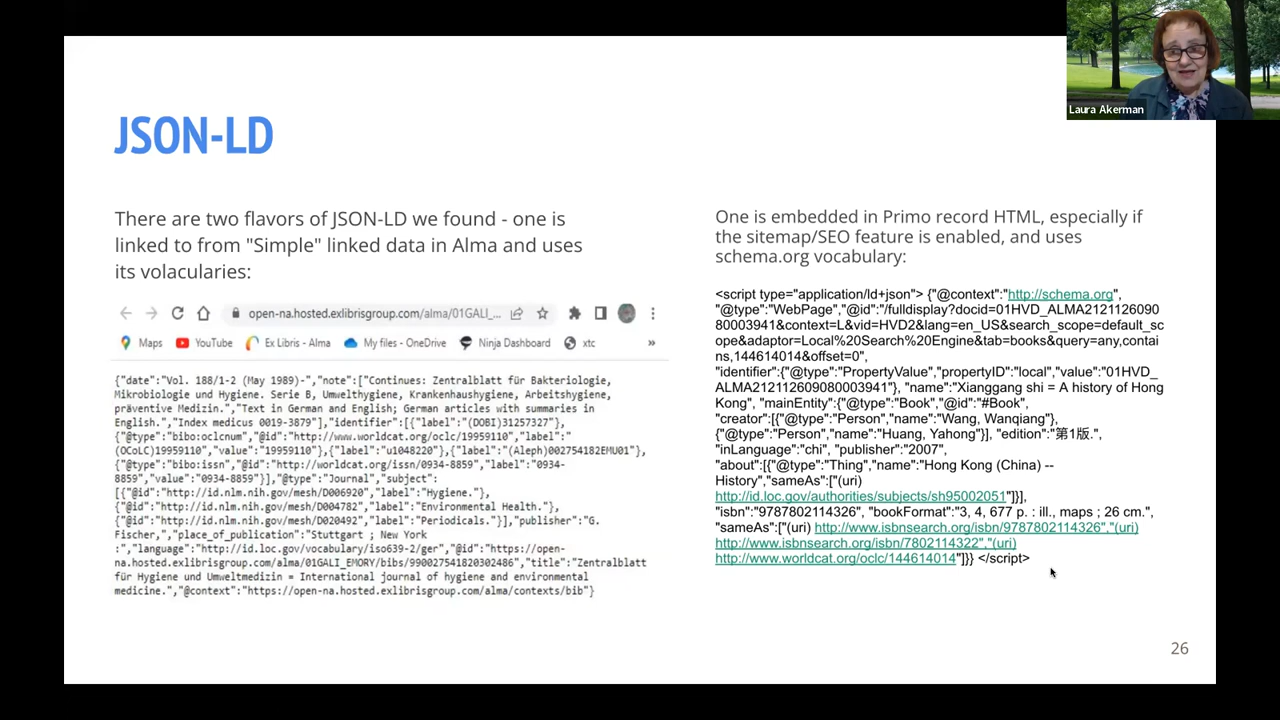 Laura Akerman
JSON-LD
There are two flavors of JSON-LD we found - one is
linked to from "Simple" linked data in Alma and uses
its volacularies:
open-na.hosted.exlibrisgroup.com/alma/01GALI_...
Maps YouTube Ex Libris - Alma My files - OneDrive Ninja Dashboard xtc »
{"date":"Vol. 188/1-2 (May 1989)-","note":["Continues: Zentralblatt für Bakteriologie,
Mikrobiologie und Hygiene. Serie B, Umwelthygiene, Krankenhaushygiene, Arbeitshygiene,
präventive Medizin.","Text in German and English; German articles with summaries in
English.","Index medicus 0019-3879"],"identifier":[{"label":"(DOBI)31257327"},
{"@type":"bibo:oclcnum","@id":"http://www.worldcat.org/oclc/19959110","label":"
(OCoLC)19959110","value":"19959110"},{"label":"u1048220"},{"label":"(Aleph)002754182EMU01"},
{"@type":"bibo:issn","@id":"http://worldcat.org/issn/0934-8859","label":"0934-
8859","value":"0934-8859"}],"@type":"Journal","subject":
[{"@id":"http://id.nlm.nih.gov/mesh/D006920","label":"Hygiene."},
{"@id":"http://id.nlm.nih.gov/mesh/D004782","label":"Environmental Health."},
{"@id":"http://id.nlm.nih.gov/mesh/D020492","label":"Periodicals."}],"publisher":"G.
Fischer,","place_of_publication":"Stuttgart ; New York
:","language":"http://id.loc.gov/vocabulary/iso639-2/ger","@id":"https://open-
na.hosted.exlibrisgroup.com/alma/01GALI_EMORY/bibs/990027541820302486","title":"Zentralblatt
für Hygiene und Umweltmedizin = International journal of hygiene and environmental
medicine.","@context":"https://open-na.hosted.exlibrisgroup.com/alma/contexts/bib"}
One is embedded in Primo record HTML, especially if
the sitemap/SEO feature is enabled, and uses
schema.org vocabulary:
<script type="application/ld+json"> {"@context":"http://schema.org",
"@type":"WebPage","@id":"/fulldisplay?docid=01HVD_ALMA2121126090
80003941&context=L&vid=HVD2&lang=en_US&search_scope=default_sc
ope&adaptor=Local%20Search%20Engine&tab=books&query=any,contai
ns,144614014&offset=0",
"identifier":{"@type":"PropertyValue","propertyID":"local","value":"01HVD_
ALMA212112609080003941"}, "name":"Xianggang shi = A history of Hong
Kong", "mainEntity":{"@type":"Book","@id":"#Book",
"creator":[{"@type":"Person","name":"Wang, Wanqiang"},
{"@type":"Person","name":"Huang, Yahong"}], "edition":"第1版.",
"inLanguage":"chi", "publisher":"2007",
"about":[{"@type":"Thing","name":"Hong Kong (China) --
History","sameAs":["(uri)
http://id.loc.gov/authorities/subjects/sh95002051"]}],
"isbn":"9787802114326", "bookFormat":"3, 4, 677 p. : ill., maps ; 26 cm.",
"sameAs":["(uri) http://www.isbnsearch.org/isbn/9787802114326","(uri)
http://www.isbnsearch.org/isbn/7802114322","(uri)
http://www.worldcat.org/oclc/144614014"]}} </script>
26